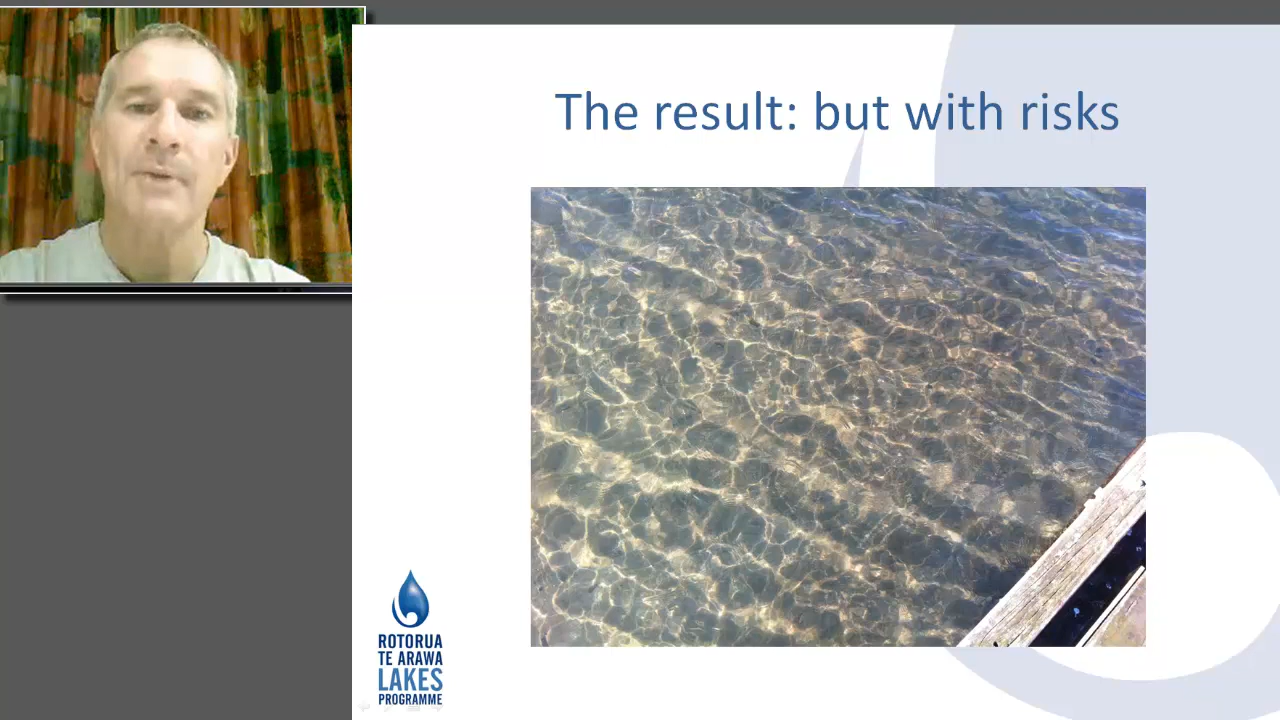 The result: but with risks
ROTORUA
TE ARAWA
LAKES
PROGRAMME